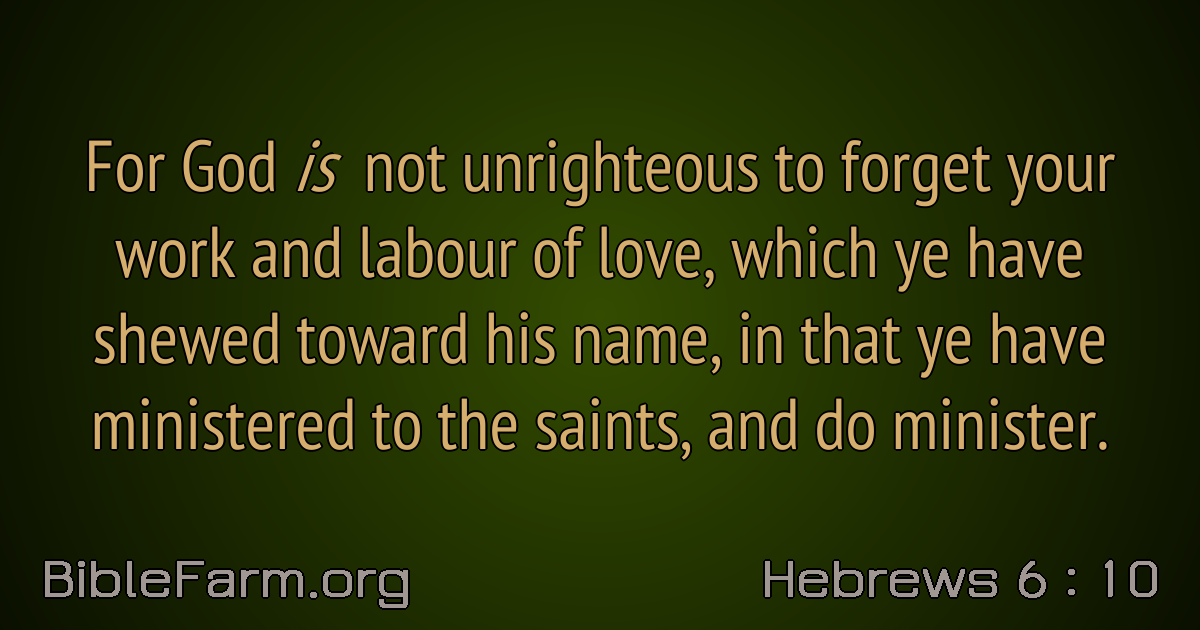 For God is not unrighteous to forget your
work and labour of love, which ye have
shewed toward his name, in that ye have
ministered to the saints, and do minister.
BibleFarm.org
Hebrews 6 : 10